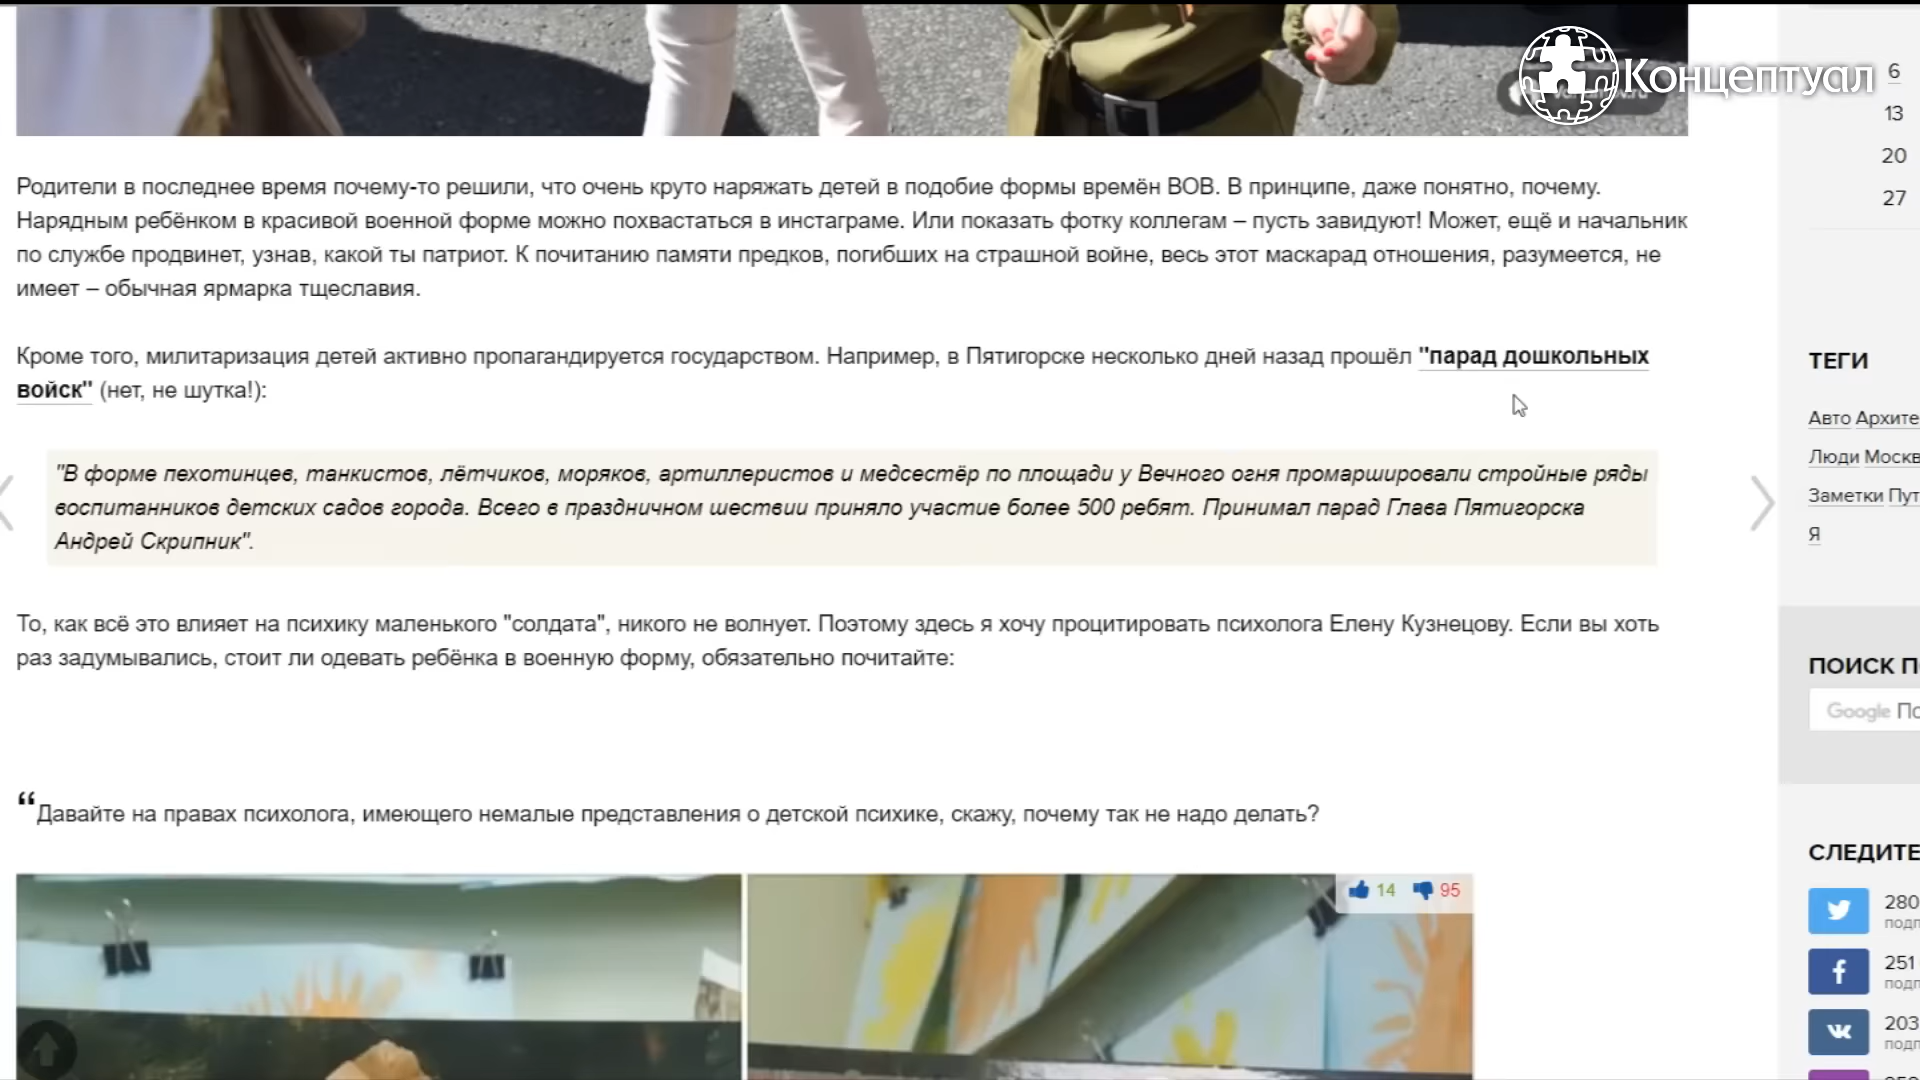 Концептуал
6
13
20
27
Родители в последнее время почему-то решили, что очень круто наряжать детей в подобие формы времён ВОВ. В принципе, даже понятно, почему.
Нарядным ребёнком в красивой военной форме можно похвастаться в инстаграме. Или показать фотку коллегам – пусть завидуют! Может, ещё и начальник
по службе продвинет, узнав, какой ты патриот. К почитанию памяти предков, погибших на страшной войне, весь этот маскарад отношения, разумеется, не
имеет – обычная ярмарка тщеславия.
Кроме того, милитаризация детей активно пропагандируется государством. Например, в Пятигорске несколько дней назад прошёл "парад дошкольных
войск" (нет, не шутка!):
"В форме пехотинцев, танкистов, лётчиков, моряков, артиллеристов и медсестёр по площади у Вечного огня промаршировали стройные ряды
воспитанников детских садов города. Всего в праздничном шествии приняло участие более 500 ребят. Принимал парад Глава Пятигорска
Андрей Скрипник".
То, как всё это влияет на психику маленького "солдата", никого не волнует. Поэтому здесь я хочу процитировать психолога Елену Кузнецову. Если вы хоть
раз задумывались, стоит ли одевать ребёнка в военную форму, обязательно почитайте:
“Давайте на правах психолога, имеющего немалые представления о детской психике, скажу, почему так не надо делать?
14 95
ТЕГИ
Авто Архите
Люди Москв
Заметки Пут
Я
ПОИСК П
Google По
СЛЕДИТЕ
280
подп
251
подп
203
подп